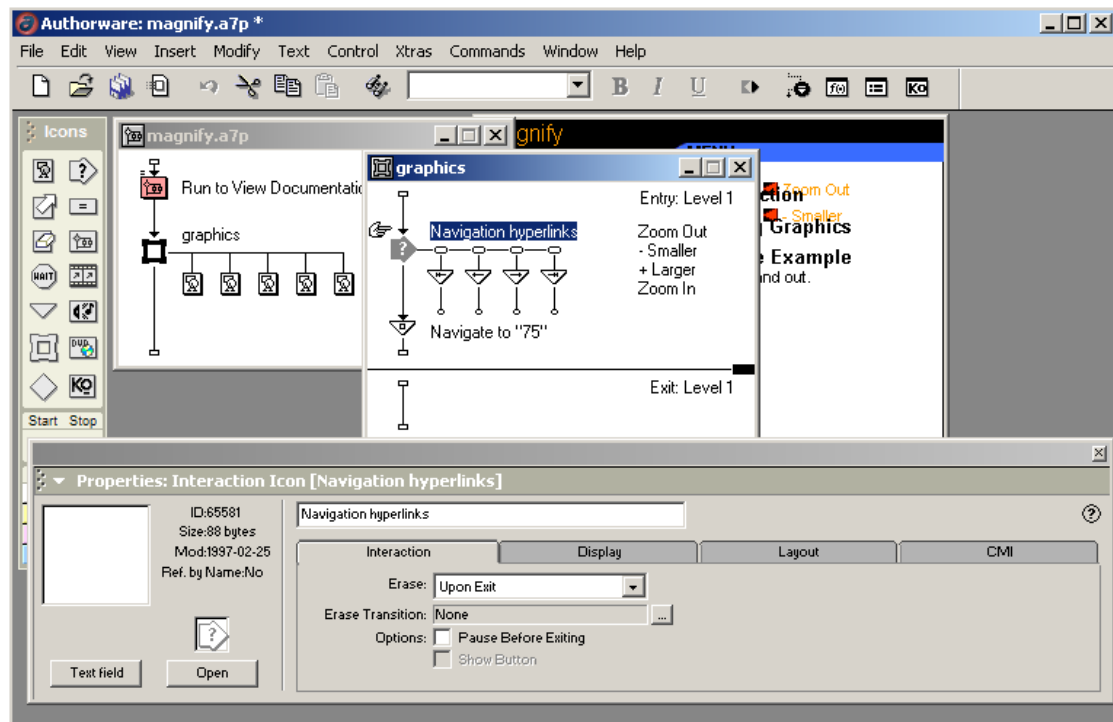 Authorware: magnify.a7p *
File Edit View Insert Modify Text Control Xtras Commands Window Help
B I U
Icons
magnify.a7p
gnify
graphics
Run to View Documentatio
graphics
Entry: Level 1
Navigation hyperlinks
Zoom Out
- Smaller
+ Larger
Zoom In
Navigate to "75"
Exit: Level 1
Zoom Out
ction
- Smaller
Graphics
Example
nd out.
WAIT
DVD
KO
Start Stop
Properties: Interaction Icon [Navigation hyperlinks]
ID:65581
Size:88 bytes
Mod:1997-02-25
Ref. by Name:No
Text field
Open
Navigation hyperlinks
Interaction
Display
Layout
CMI
Erase: Upon Exit
Erase Transition: None
...
Options: Pause Before Exiting
Show Button